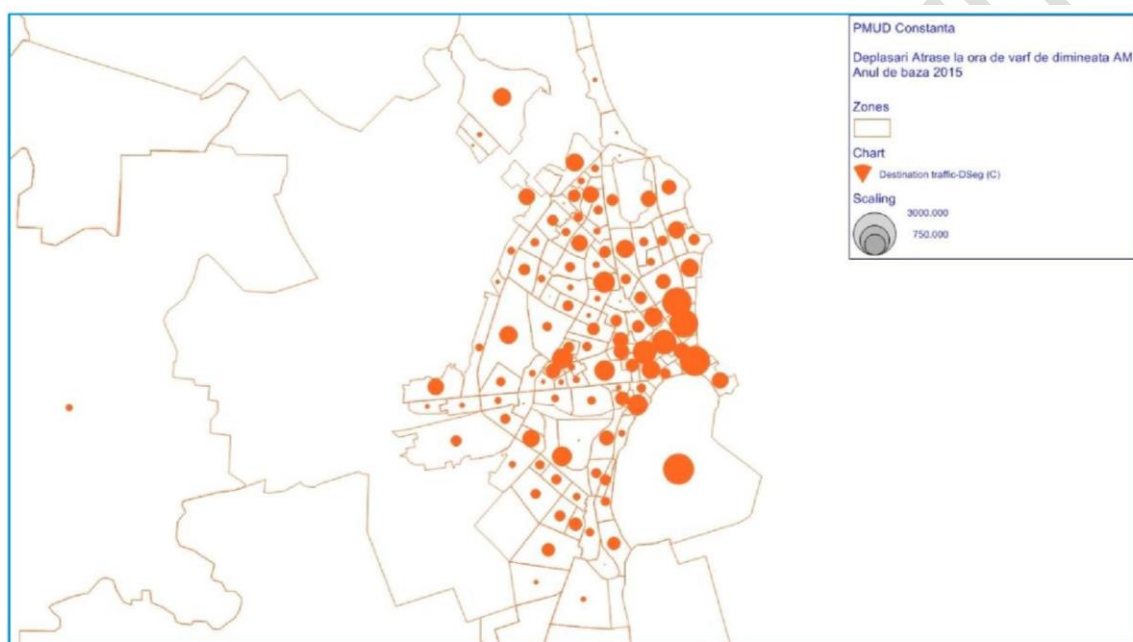 PMUD Constanta
Deplasari Atrase la ora de varf de dimineata AM
Anul de baza 2015
Zones
Chart
Destination traffic-DSeg (C)
Scaling
3000.000
750.000